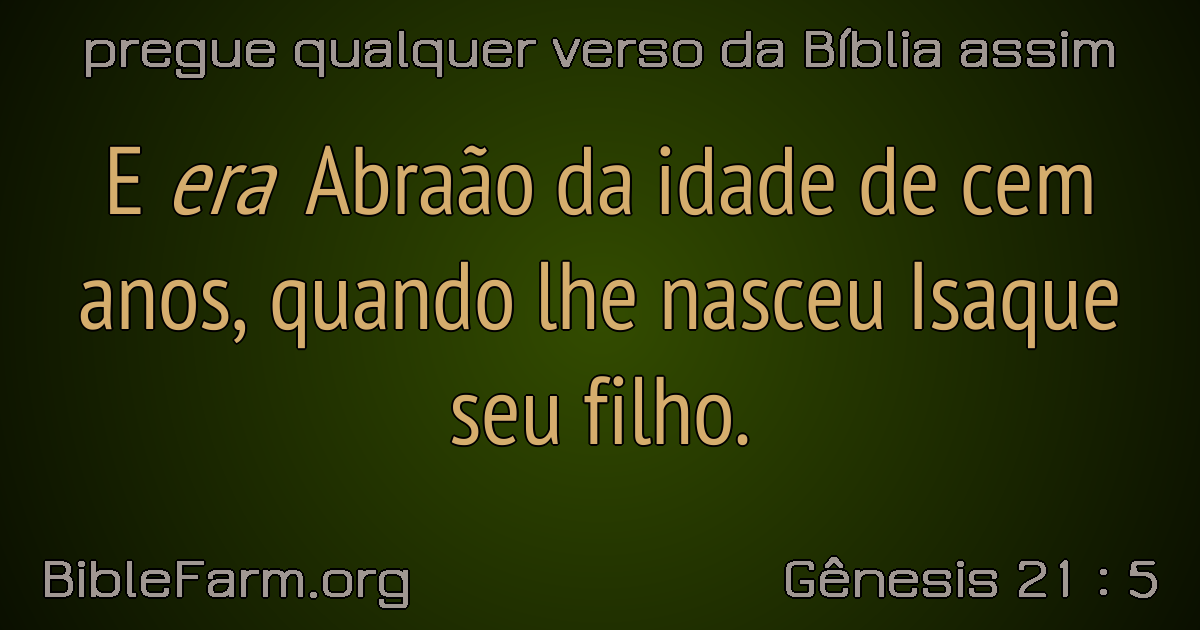 pregue qualquer verso da Bíblia assim
E era Abraão da idade de cem
anos, quando lhe nasceu Isaque
seu filho.
BibleFarm.org
Gênesis 21 : 5